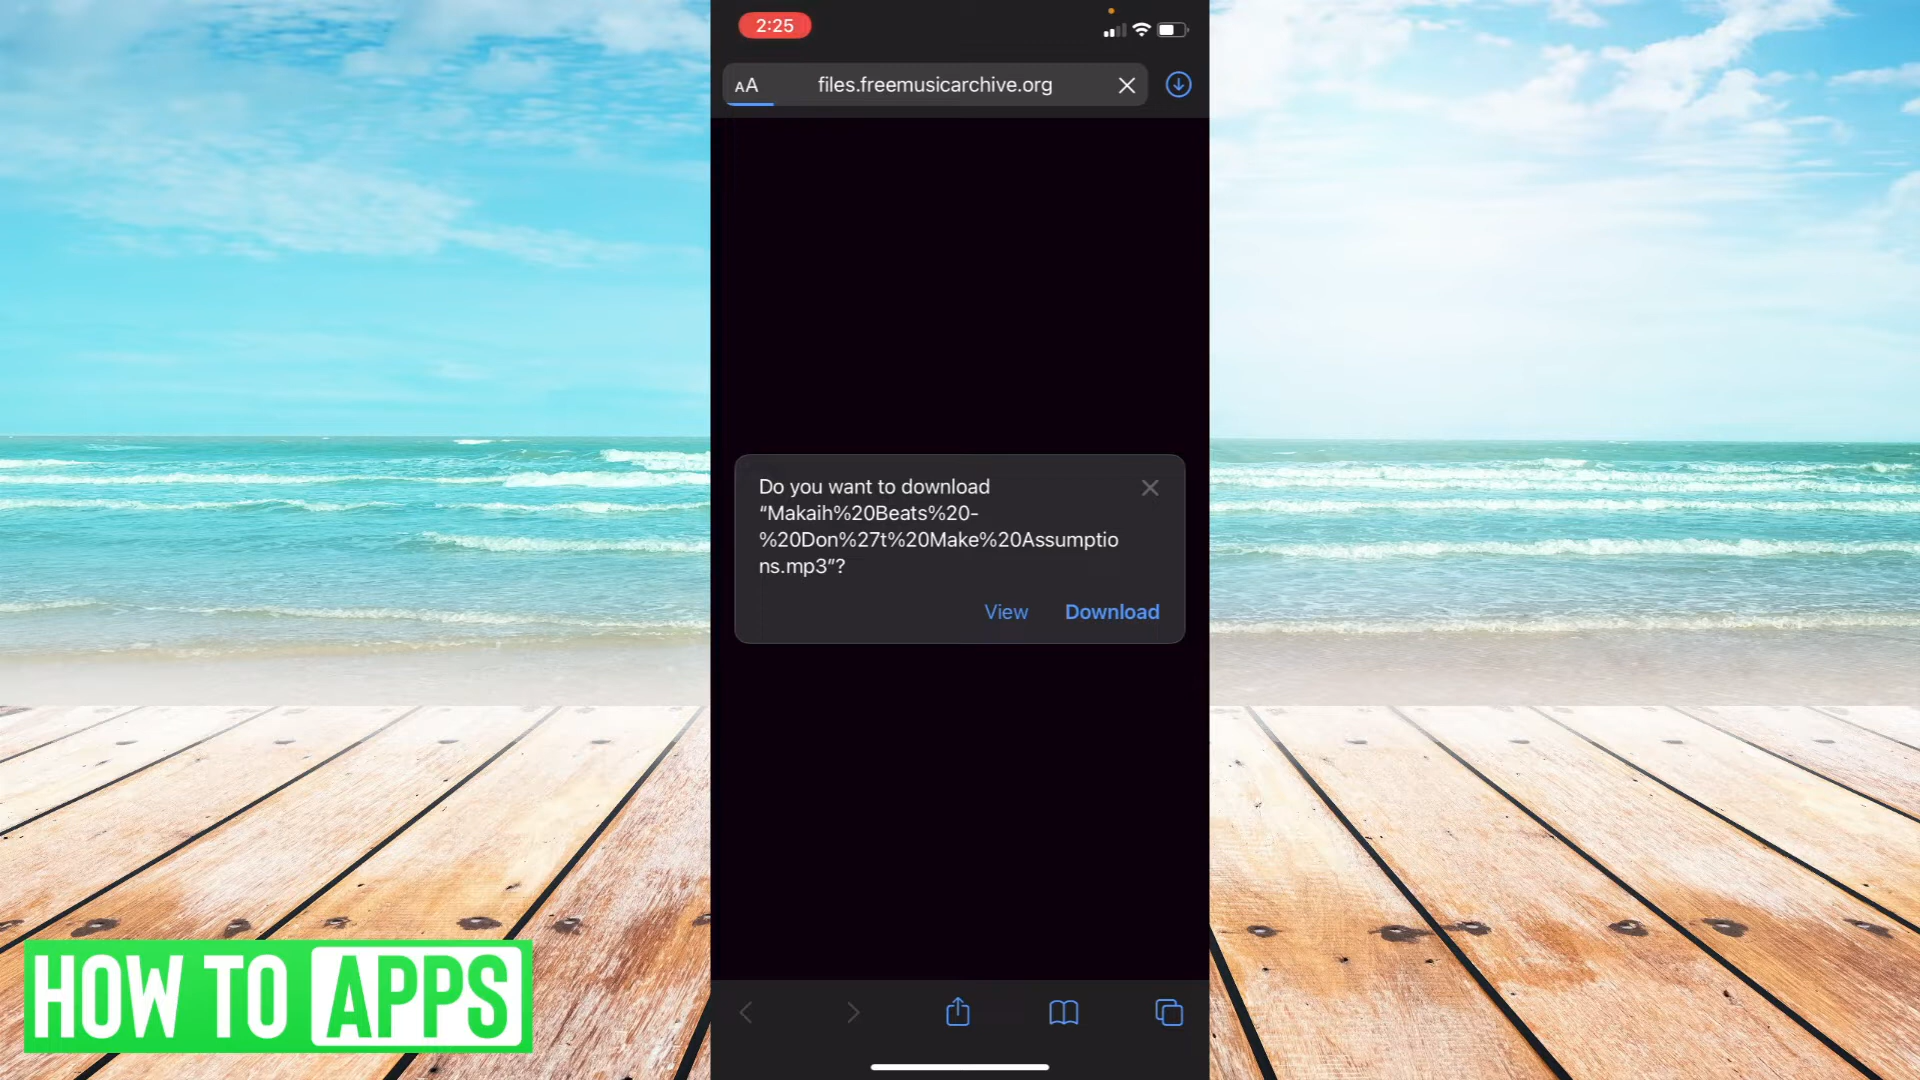 2:25
AA files.freemusicarchive.org
Do you want to download
“Makaih%20Beats%20-
%20Don%27t%20Make%20Assumptio
ns.mp3”?
View Download
HOW TO APPS